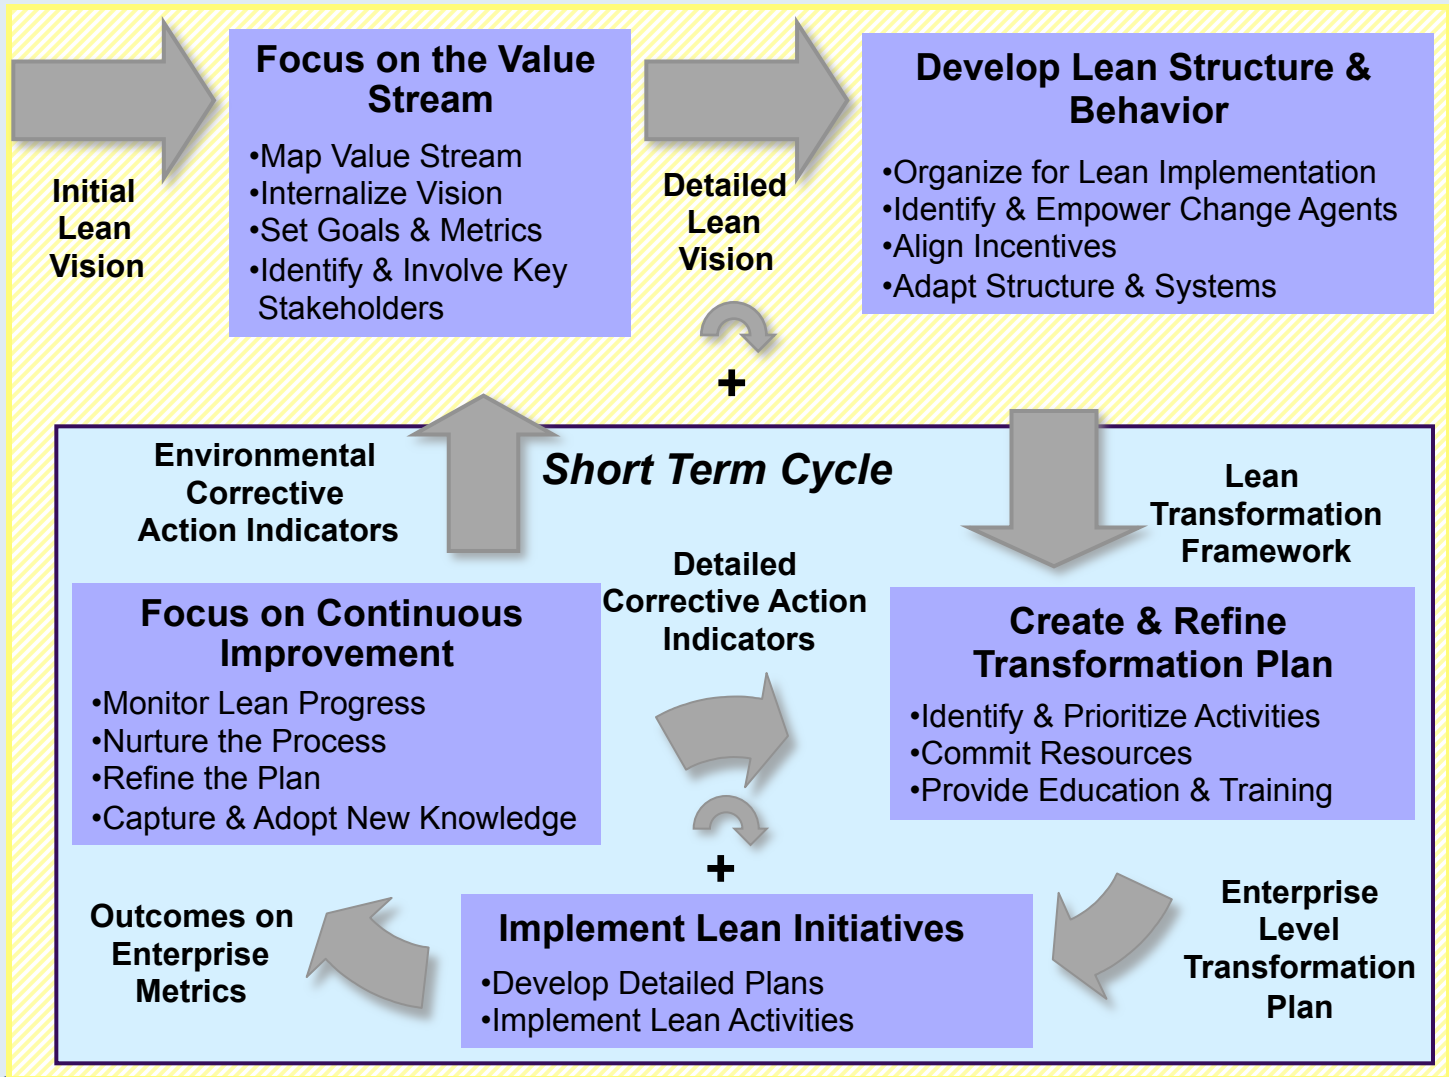 Focus on the Value
Stream
•Map Value Stream
•Internalize Vision
•Set Goals & Metrics
•Identify & Involve Key
Stakeholders
Develop Lean Structure &
Behavior
•Organize for Lean Implementation
•Identify & Empower Change Agents
•Align Incentives
•Adapt Structure & Systems
Initial
Lean
Vision
Detailed
Lean
Vision
+
Short Term Cycle
Environmental
Corrective
Action Indicators
Lean
Transformation
Framework
Detailed
Corrective Action
Indicators
Focus on Continuous
Improvement
•Monitor Lean Progress
•Nurture the Process
•Refine the Plan
•Capture & Adopt New Knowledge
Create & Refine
Transformation Plan
•Identify & Prioritize Activities
•Commit Resources
•Provide Education & Training
+
Outcomes on
Enterprise
Metrics
Implement Lean Initiatives
•Develop Detailed Plans
•Implement Lean Activities
Enterprise
Level
Transformation
Plan